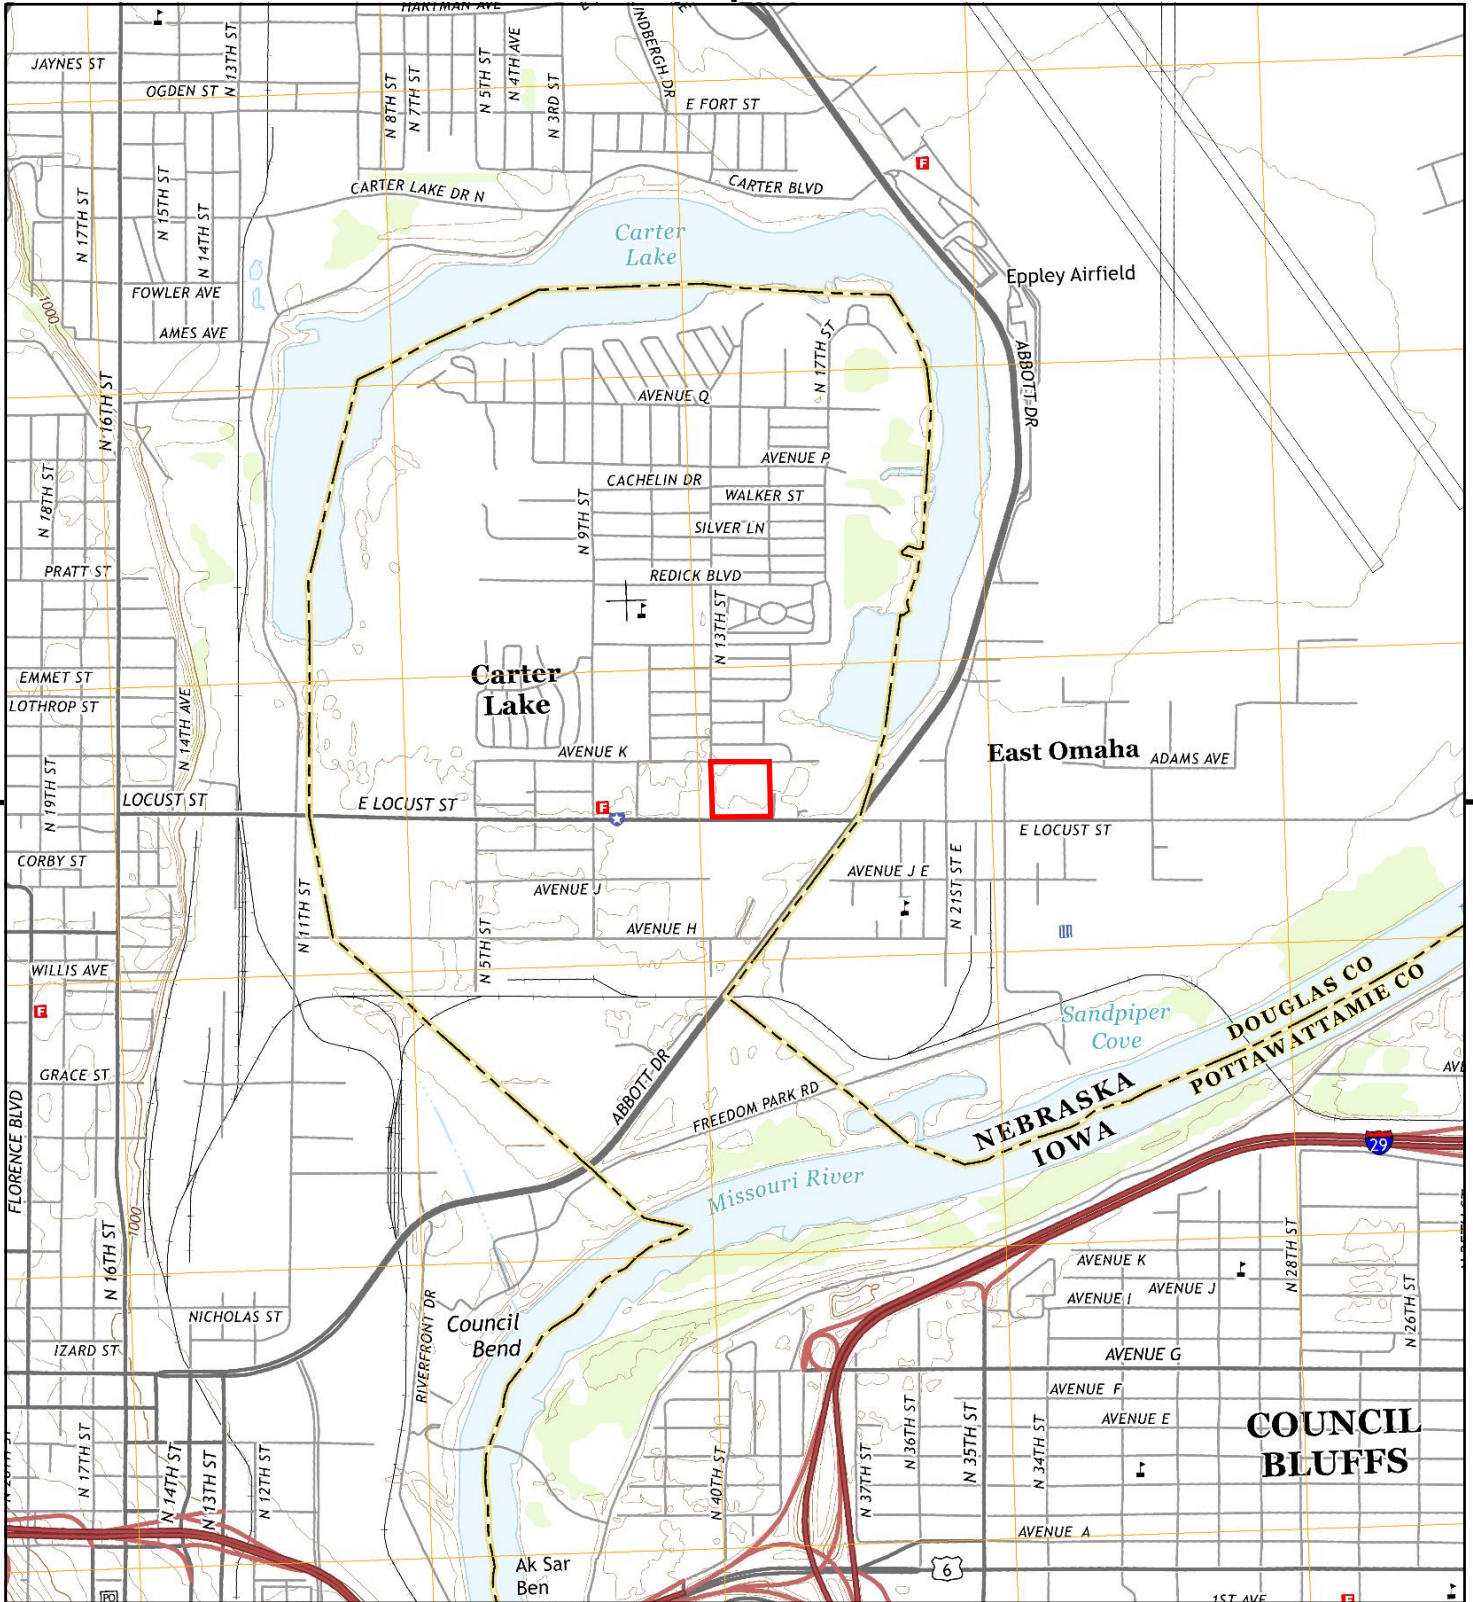 HARTMAN AVE
JAYNES ST
N 13TH ST
OGDEN ST
N 8TH ST
N 7TH ST
N 5TH ST
N 4TH AVE
N 3RD ST
E FORT ST
CARTER LAKE DR N
CARTER BLVD
N 17TH ST
N 15TH ST
N 14TH ST
Carter
Lake
F
Eppley Airfield
FOWLER AVE
1000
AMES AVE
N 17TH ST
ABBOTT DR
N 16TH ST
AVENUE Q
AVENUE P
CACHELIN DR
WALKER ST
N 18TH ST
N 9TH ST
SILVER LN
PRATT ST
REDICK BLVD
N 13TH ST
EMMET ST
LOTHROP ST
N 14TH AVE
Carter
Lake
AVENUE K
East Omaha
ADAMS AVE
N 19TH ST
LOCUST ST
E LOCUST ST
F
E LOCUST ST
CORBY ST
AVENUE J
AVENUE J E
N 21ST ST E
N 11TH ST
N 5TH ST
AVENUE H
WILLIS AVE
F
DOUGLAS CO
POTTAWATTAMIE CO
Sandpiper
Cove
GRACE ST
FLORENCE BLVD
ABBOTT DR
FREEDOM PARK RD
NEBRASKA
IOWA
29
Missouri River
1000
N 16TH ST
AVENUE K
AVENUE J
AVENUE I
N 28TH ST
N 26TH ST
NICHOLAS ST
IZARD ST
RIVERFRONT DR
Council
Bend
AVENUE G
AVENUE F
AVENUE E
COUNCIL
BLUFFS
N 17TH ST
N 14TH ST
N 13TH ST
N 12TH ST
N 40TH ST
N 37TH ST
N 36TH ST
N 35TH ST
N 34TH ST
AVENUE A
Ak Sar
Ben
6
PO
1ST AVE
F